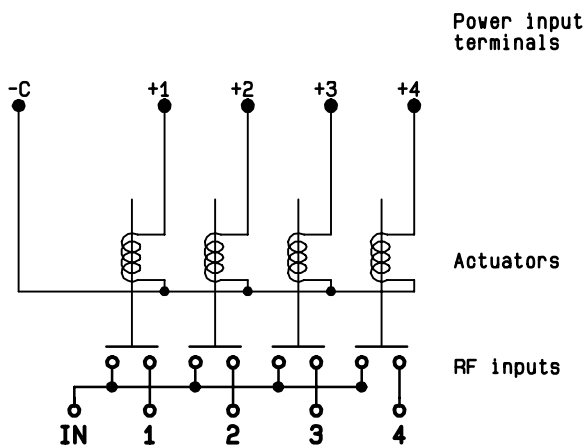 Power input
terminals
-C +1 +2 +3 +4
Actuators
RF inputs
IN 1 2 3 4